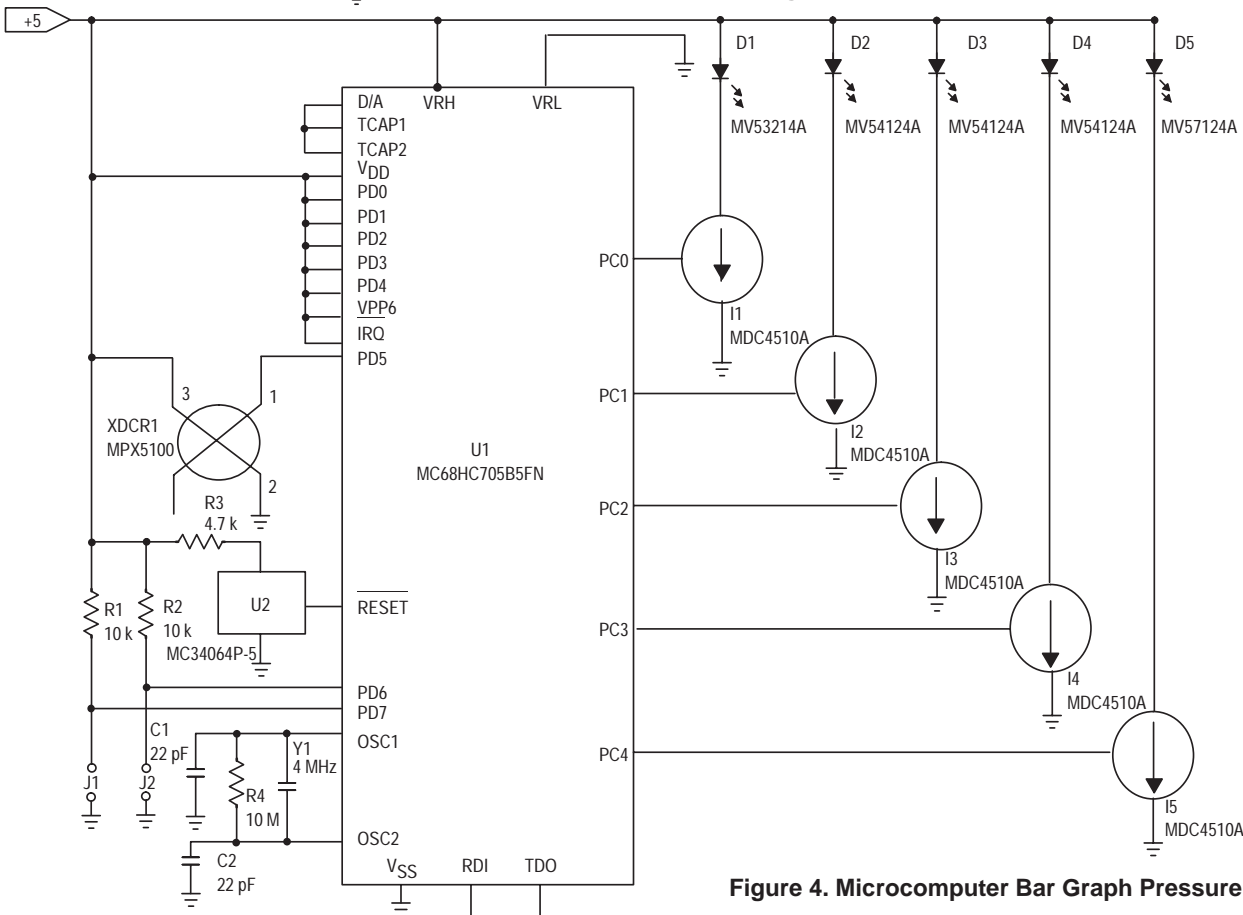 +5
D1
D2
D3
D4
D5
MV53214A
MV54124A
MV54124A
MV54124A
MV57124A
D/A
VRH
VRL
TCAP1
TCAP2
VDD
PD0
PD1
PD2
PD3
PD4
VPP6
IRQ
PD5
PC0
I1
MDC4510A
3
1
XDCR1
MPX5100
2
PC1
I2
MDC4510A
U1
MC68HC705B5FN
R3
4.7 k
PC2
I3
MDC4510A
R1
10 k
R2
10 k
U2
MC34064P-5
RESET
PC3
I4
MDC4510A
PD6
PD7
C1
22 pF
Y1
4 MHz
OSC1
PC4
J1
J2
R4
10 M
I5
MDC4510A
OSC2
C2
22 pF
VSS
RDI
TDO
Figure 4. Microcomputer Bar Graph Pressure